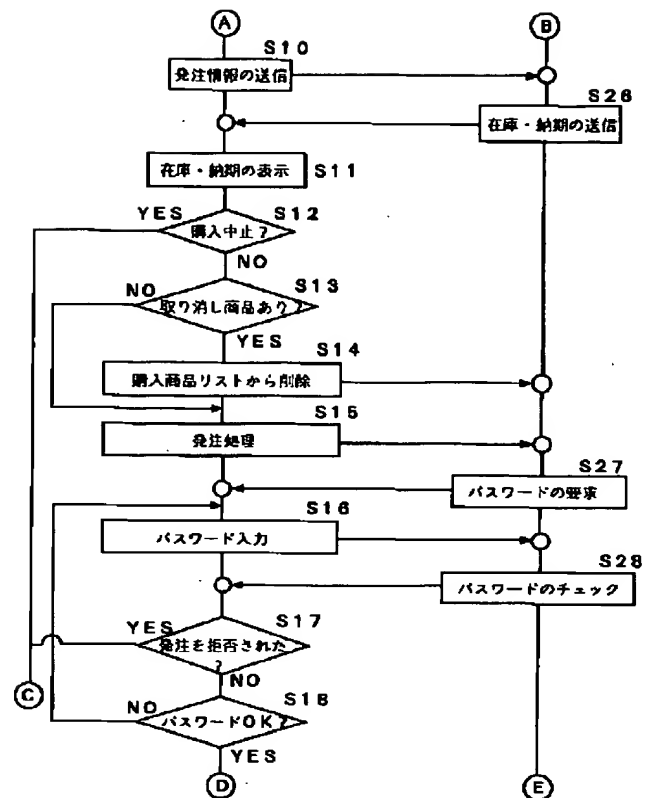 A
B
S10
発注情報の送信
S26
在庫・納期の送信
在庫・納期の表示
S11
YES
S12
購入中止?
NO
NO
S13
取り消し商品あり?
YES
S14
購入商品リストから削除
S15
発注処理
S27
パスワードの要求
S16
パスワード入力
S28
パスワードのチェック
YES
S17
発注を拒否された
?
NO
C
NO
S18
パスワードOK?
YES
D
E